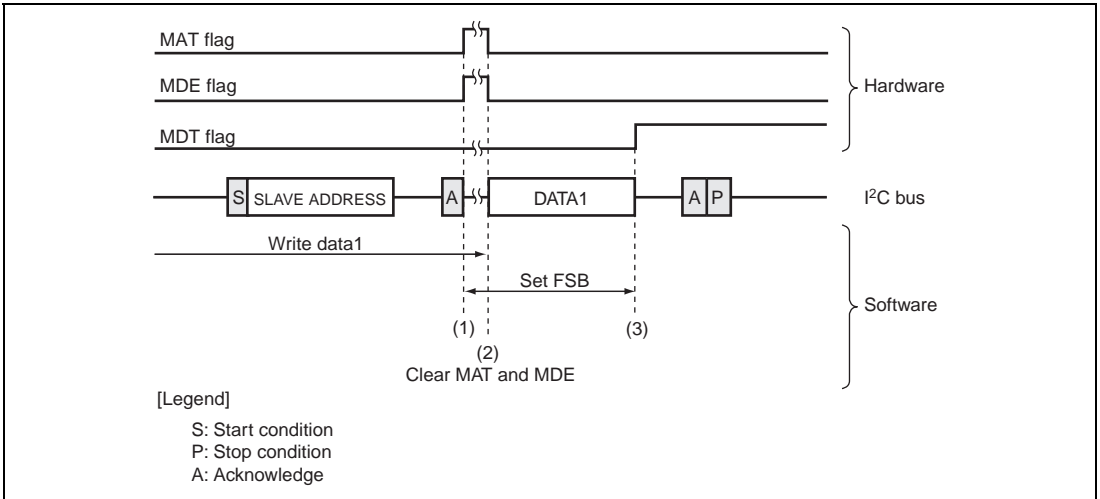 MAT flag
MDE flag
Hardware
MDT flag
S SLAVE ADDRESS A DATA1 A P I²C bus
Write data1
Set FSB
Software
(1) (3)
(2)
Clear MAT and MDE
[Legend]
S: Start condition
P: Stop condition
A: Acknowledge